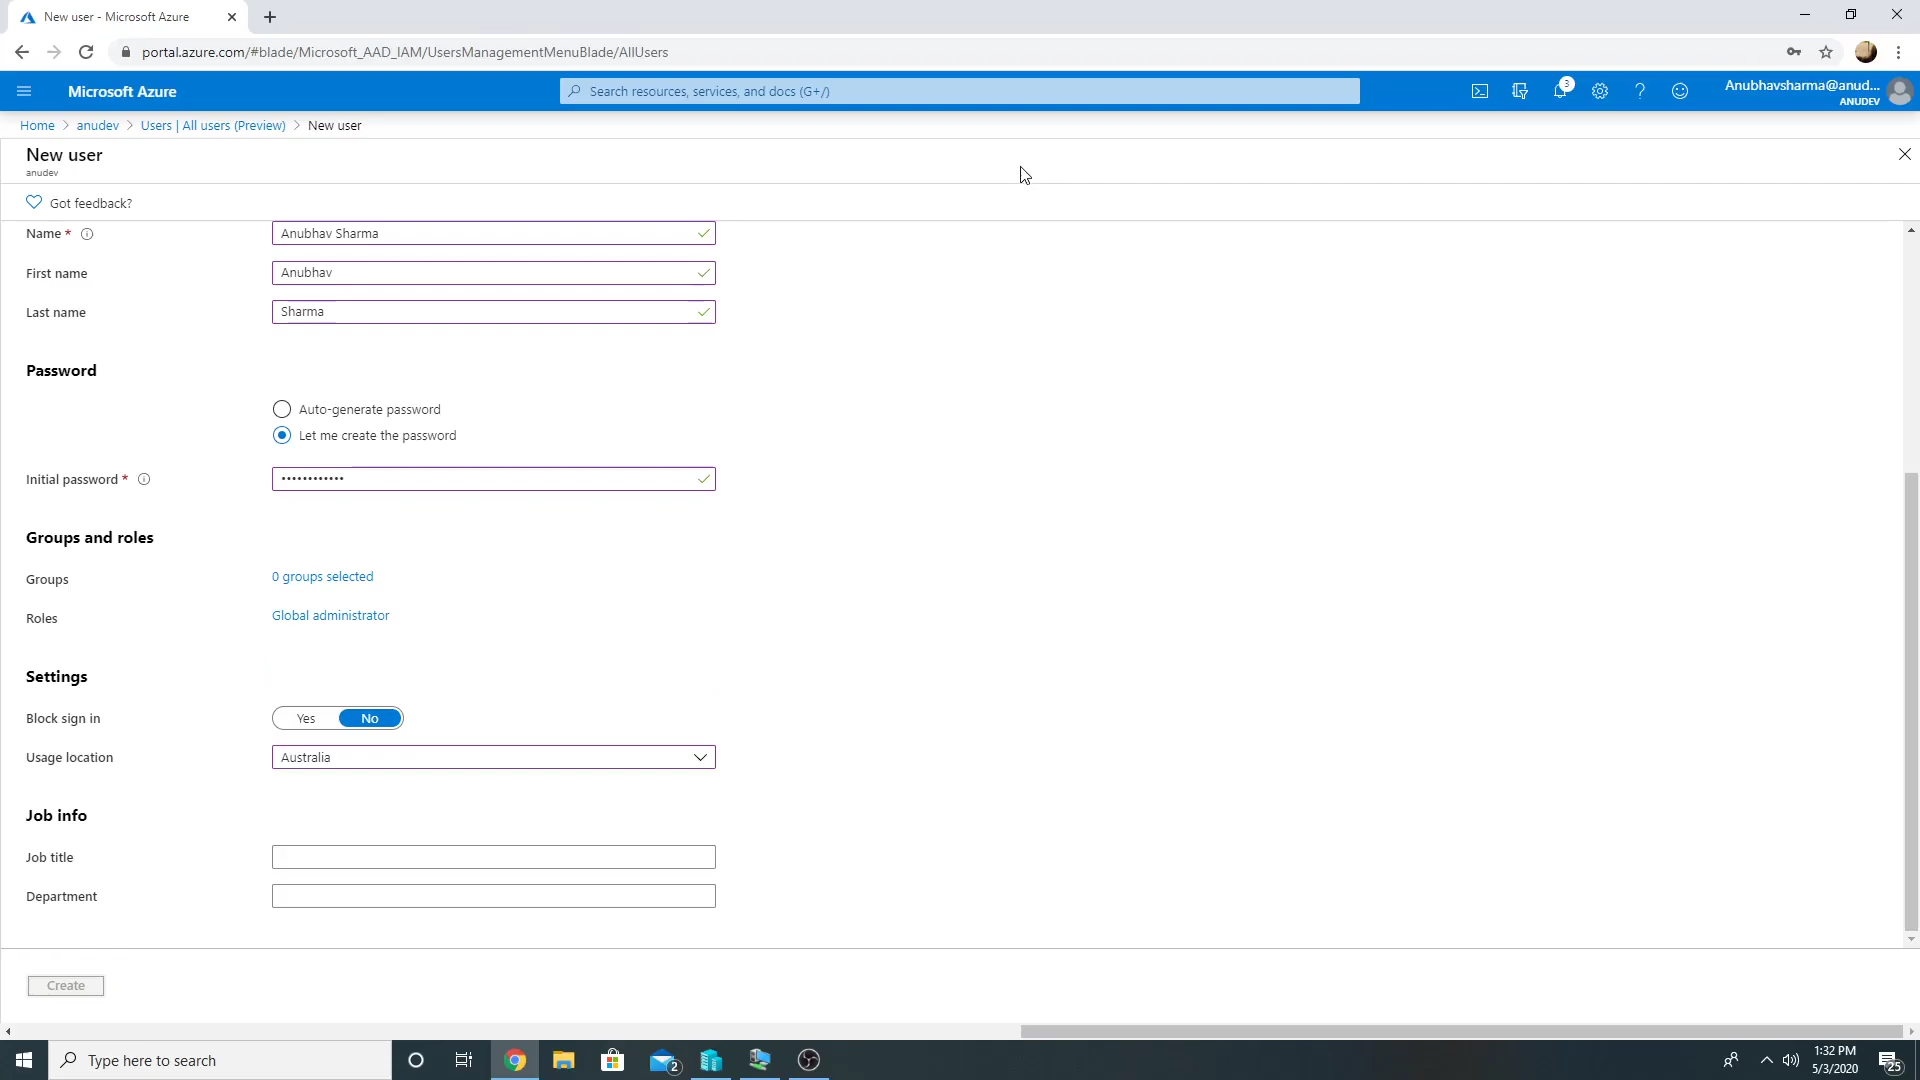 New user - Microsoft Azure
portal.azure.com/#blade/Microsoft_AAD_IAM/UsersManagementMenuBlade/AllUsers
Microsoft Azure
Search resources, services, and docs (G+/)
3
Anubhavsharma@anud...
ANUDEV
Home > anudev > Users | All users (Preview) > New user
New user
anudev
Got feedback?
Name *
Anubhav Sharma
First name
Anubhav
Last name
Sharma
Password
Auto-generate password
Let me create the password
Initial password *
••••••••••••
Groups and roles
Groups
0 groups selected
Roles
Global administrator
Settings
Block sign in
Yes
No
Usage location
Australia
Job info
Job title
Department
Create
Type here to search
2
1:32 PM
5/3/2020
25